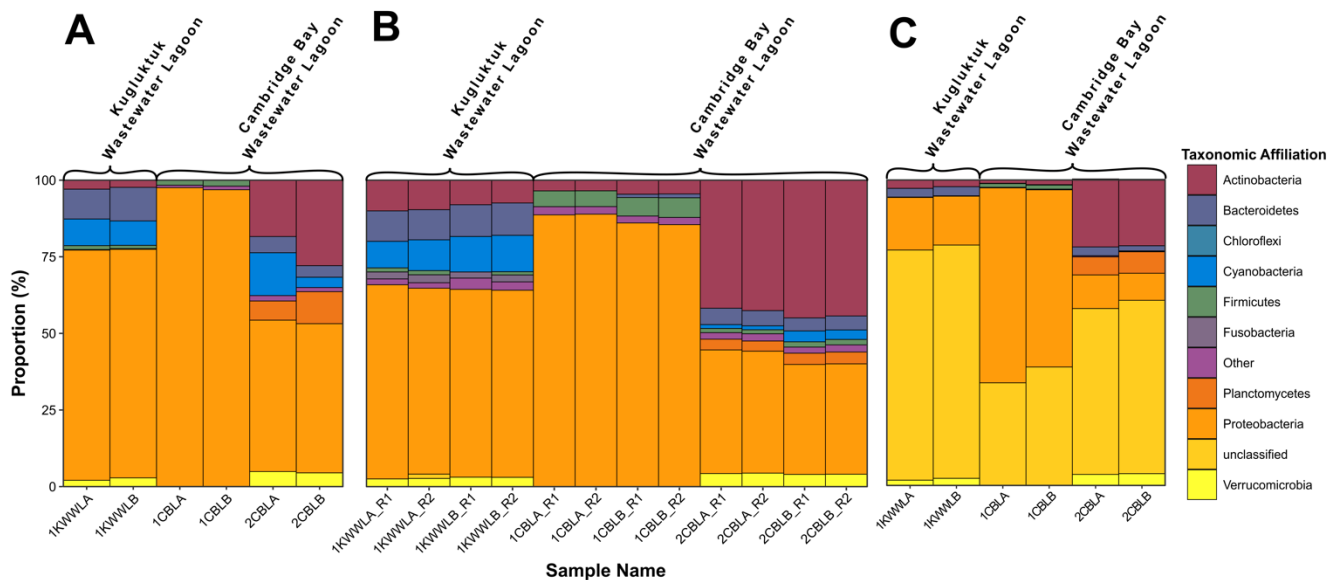 A
Kugluktuk
Wastewater Lagoon
Cambridge Bay
Wastewater Lagoon
B
Kugluktuk
Wastewater Lagoon
Cambridge Bay
Wastewater Lagoon
C
Kugluktuk
Wastewater Lagoon
Cambridge Bay
Wastewater Lagoon
Proportion (%)
100
75
50
25
0
1KWWLA
1KWWLB
1CBLA
1CBLB
2CBLA
2CBLB
1KWWLA_R1
1KWWLA_R2
1KWWLB_R1
1KWWLB_R2
1CBLA_R1
1CBLA_R2
1CBLB_R1
1CBLB_R2
2CBLA_R1
2CBLA_R2
2CBLB_R1
2CBLB_R2
1KWWLA
1KWWLB
1CBLA
1CBLB
2CBLA
2CBLB
Sample Name
Taxonomic Affiliation
Actinobacteria
Bacteroidetes
Chloroflexi
Cyanobacteria
Firmicutes
Fusobacteria
Other
Planctomycetes
Proteobacteria
unclassified
Verrucomicrobia